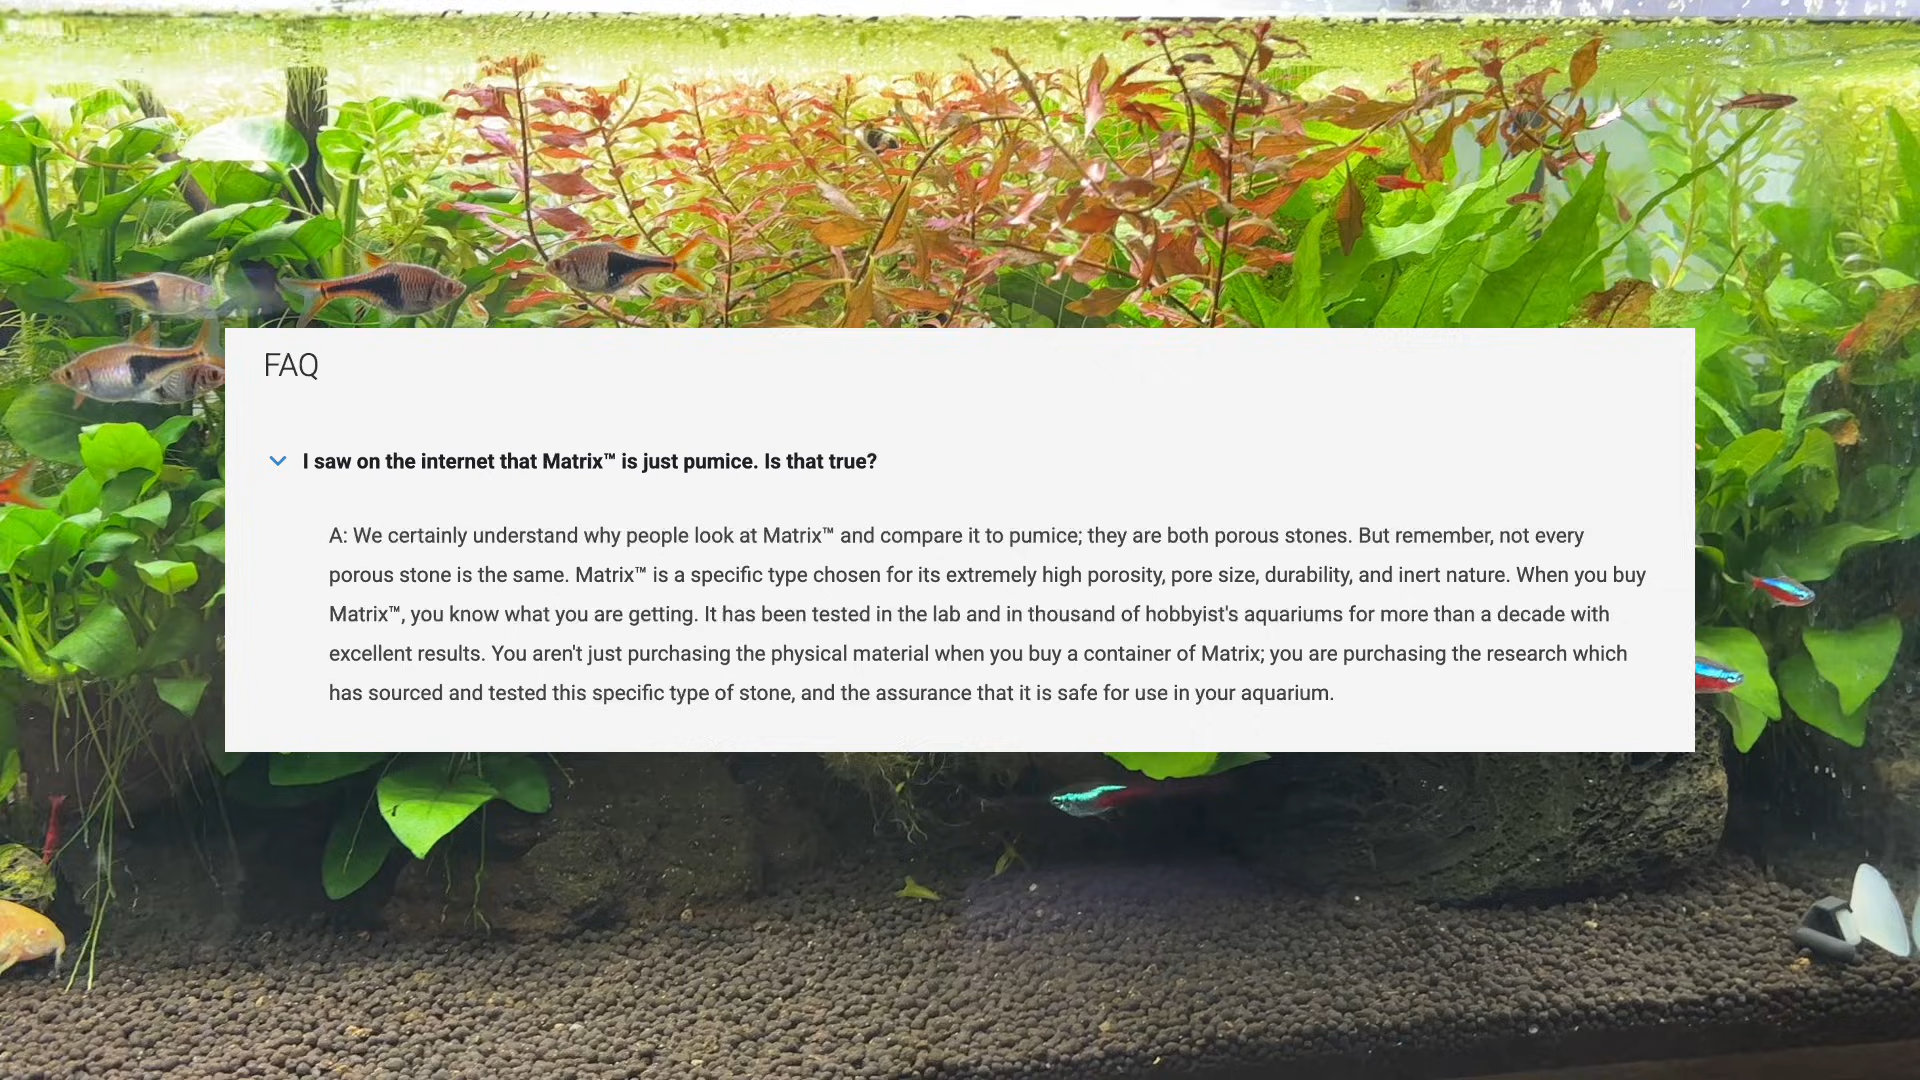 FAQ
I saw on the internet that Matrix™ is just pumice. Is that true?
A: We certainly understand why people look at Matrix™ and compare it to pumice; they are both porous stones. But remember, not every
porous stone is the same. Matrix™ is a specific type chosen for its extremely high porosity, pore size, durability, and inert nature. When you buy
Matrix™, you know what you are getting. It has been tested in the lab and in thousand of hobbyist's aquariums for more than a decade with
excellent results. You aren't just purchasing the physical material when you buy a container of Matrix; you are purchasing the research which
has sourced and tested this specific type of stone, and the assurance that it is safe for use in your aquarium.